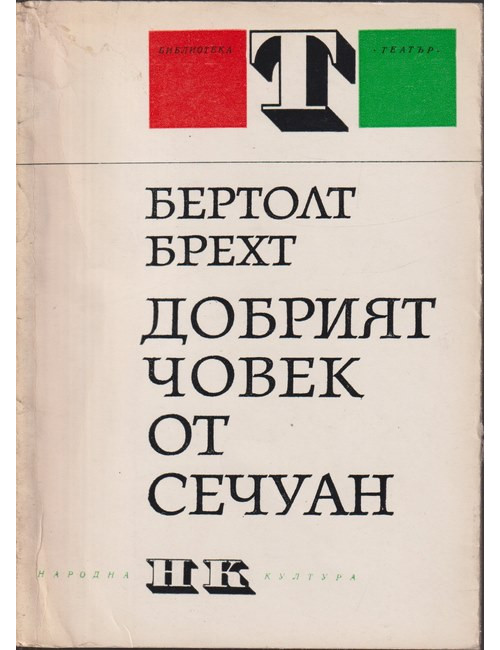 БИБЛИОТЕКА Т •ТЕАТЪР•
БЕРТОЛТ
БРЕХТ
ДОБРИЯТ
ЧОВЕК
ОТ
СЕЧУАН
НАРОДНА НК КУЛТУРА